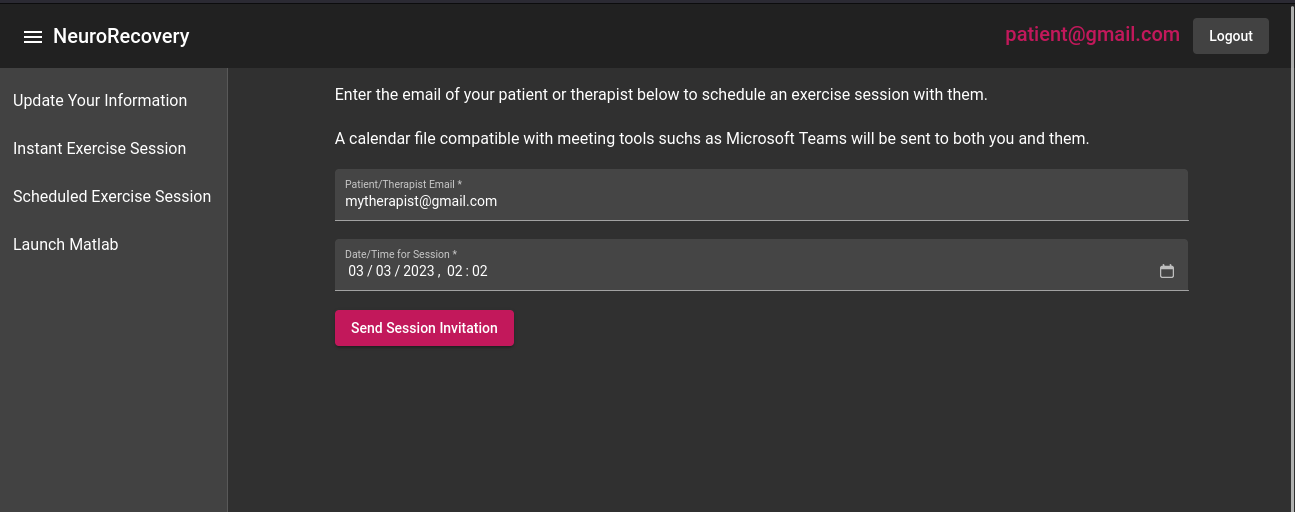 NeuroRecovery
patient@gmail.com
Logout
Update Your Information
Instant Exercise Session
Scheduled Exercise Session
Launch Matlab
Enter the email of your patient or therapist below to schedule an exercise session with them.
A calendar file compatible with meeting tools suchs as Microsoft Teams will be sent to both you and them.
Patient/Therapist Email *
mytherapist@gmail.com
Date/Time for Session *
03 / 03 / 2023 , 02 : 02
Send Session Invitation